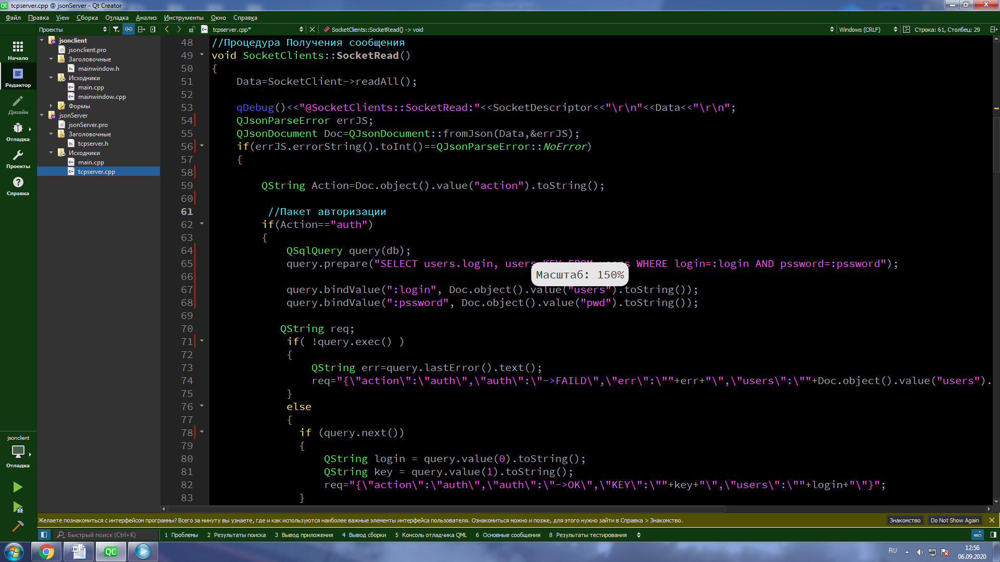 tcpserver.cpp @ jsonServer - Qt Creator
Файл Правка View Сборка Отладка Анализ Инструменты Окно Справка
Проекты
tcpserver.cpp*
SocketClients::SocketRead() -> void
Windows (CRLF)
Строка: 61, Столбец: 29
Начало
Редактор
Дизайн
Отладка
Проекты
Справка
jsonclient
jsonclient.pro
Заголовочные
mainwindow.h
Исходники
main.cpp
mainwindow.cpp
Формы
jsonServer
jsonServer.pro
Заголовочные
tcpserver.h
Исходники
main.cpp
tcpserver.cpp
48 //Процедура Получения сообщения
49 void SocketClients::SocketRead()
50 {
51 Data=SocketClient->readAll();
52
53 qDebug()<<"@SocketClients::SocketRead:"<<SocketDescriptor<<"\r\n"<<Data<<"\r\n";
54 QJsonParseError errJS;
55 QJsonDocument Doc=QJsonDocument::fromJson(Data,&errJS);
56 if(errJS.errorString().toInt()==QJsonParseError::NoError)
57 {
58
59 QString Action=Doc.object().value("action").toString();
60
61 //Пакет авторизации
62 if(Action=="auth")
63 {
64 QSqlQuery query(db);
65 query.prepare("SELECT users.login, users KEY FROM users WHERE login=:login AND pssword=:pssword");
66
Масштаб: 150%
67 query.bindValue(":login", Doc.object().value("users").toString());
68 query.bindValue(":pssword", Doc.object().value("pwd").toString());
69
70 QString req;
71 if( !query.exec() )
72 {
73 QString err=query.lastError().text();
74 req="{\"action\":\"auth\",\"auth\":\"->FAILD\",\"err\":\""+err+"\",\"users\":\""+Doc.object().value("users").
75 }
76 else
77 {
78 if (query.next())
79 {
80 QString login = query.value(0).toString();
81 QString key = query.value(1).toString();
82 req="{\"action\":\"auth\",\"auth\":\"->OK\",\"KEY\":\""+key+"\",\"users\":\""+login+"\"}";
83 }
jsonclient
Отладка
Желаете познакомиться с интерфейсом программы? Всего за минуту вы узнаете, где и как используются наиболее важные элементы интерфейса пользователя. Ознакомиться можно и позже, для этого нужно зайти в Справка > Знакомство.
Знакомство
Do Not Show Again
Быстрый поиск (Ctrl+K)
1 Проблемы 2 Результаты поиска 3 Вывод приложения 4 Вывод сборки 5 Консоль отладчика QML 6 Основные сообщения 8 Результаты тестирования
RU
12:56
06.09.2020